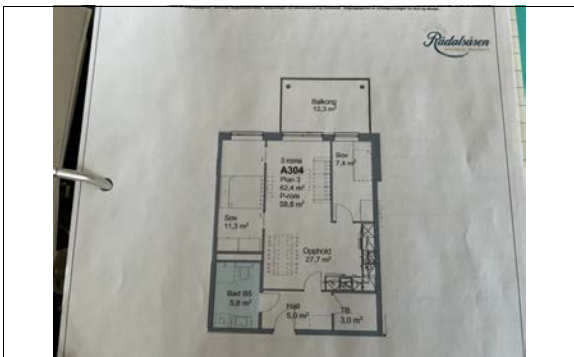 Rådalsåsen
Balkong
12,3 m²
3 roms
A304
Plan 3
62,4 m²
P-rom
58,8 m²
Sov
7,4 m²
Sov
11,3 m²
Opphold
27,7 m²
Bad B5
5,8 m²
Hall
5,0 m²
TB.
3,0 m²